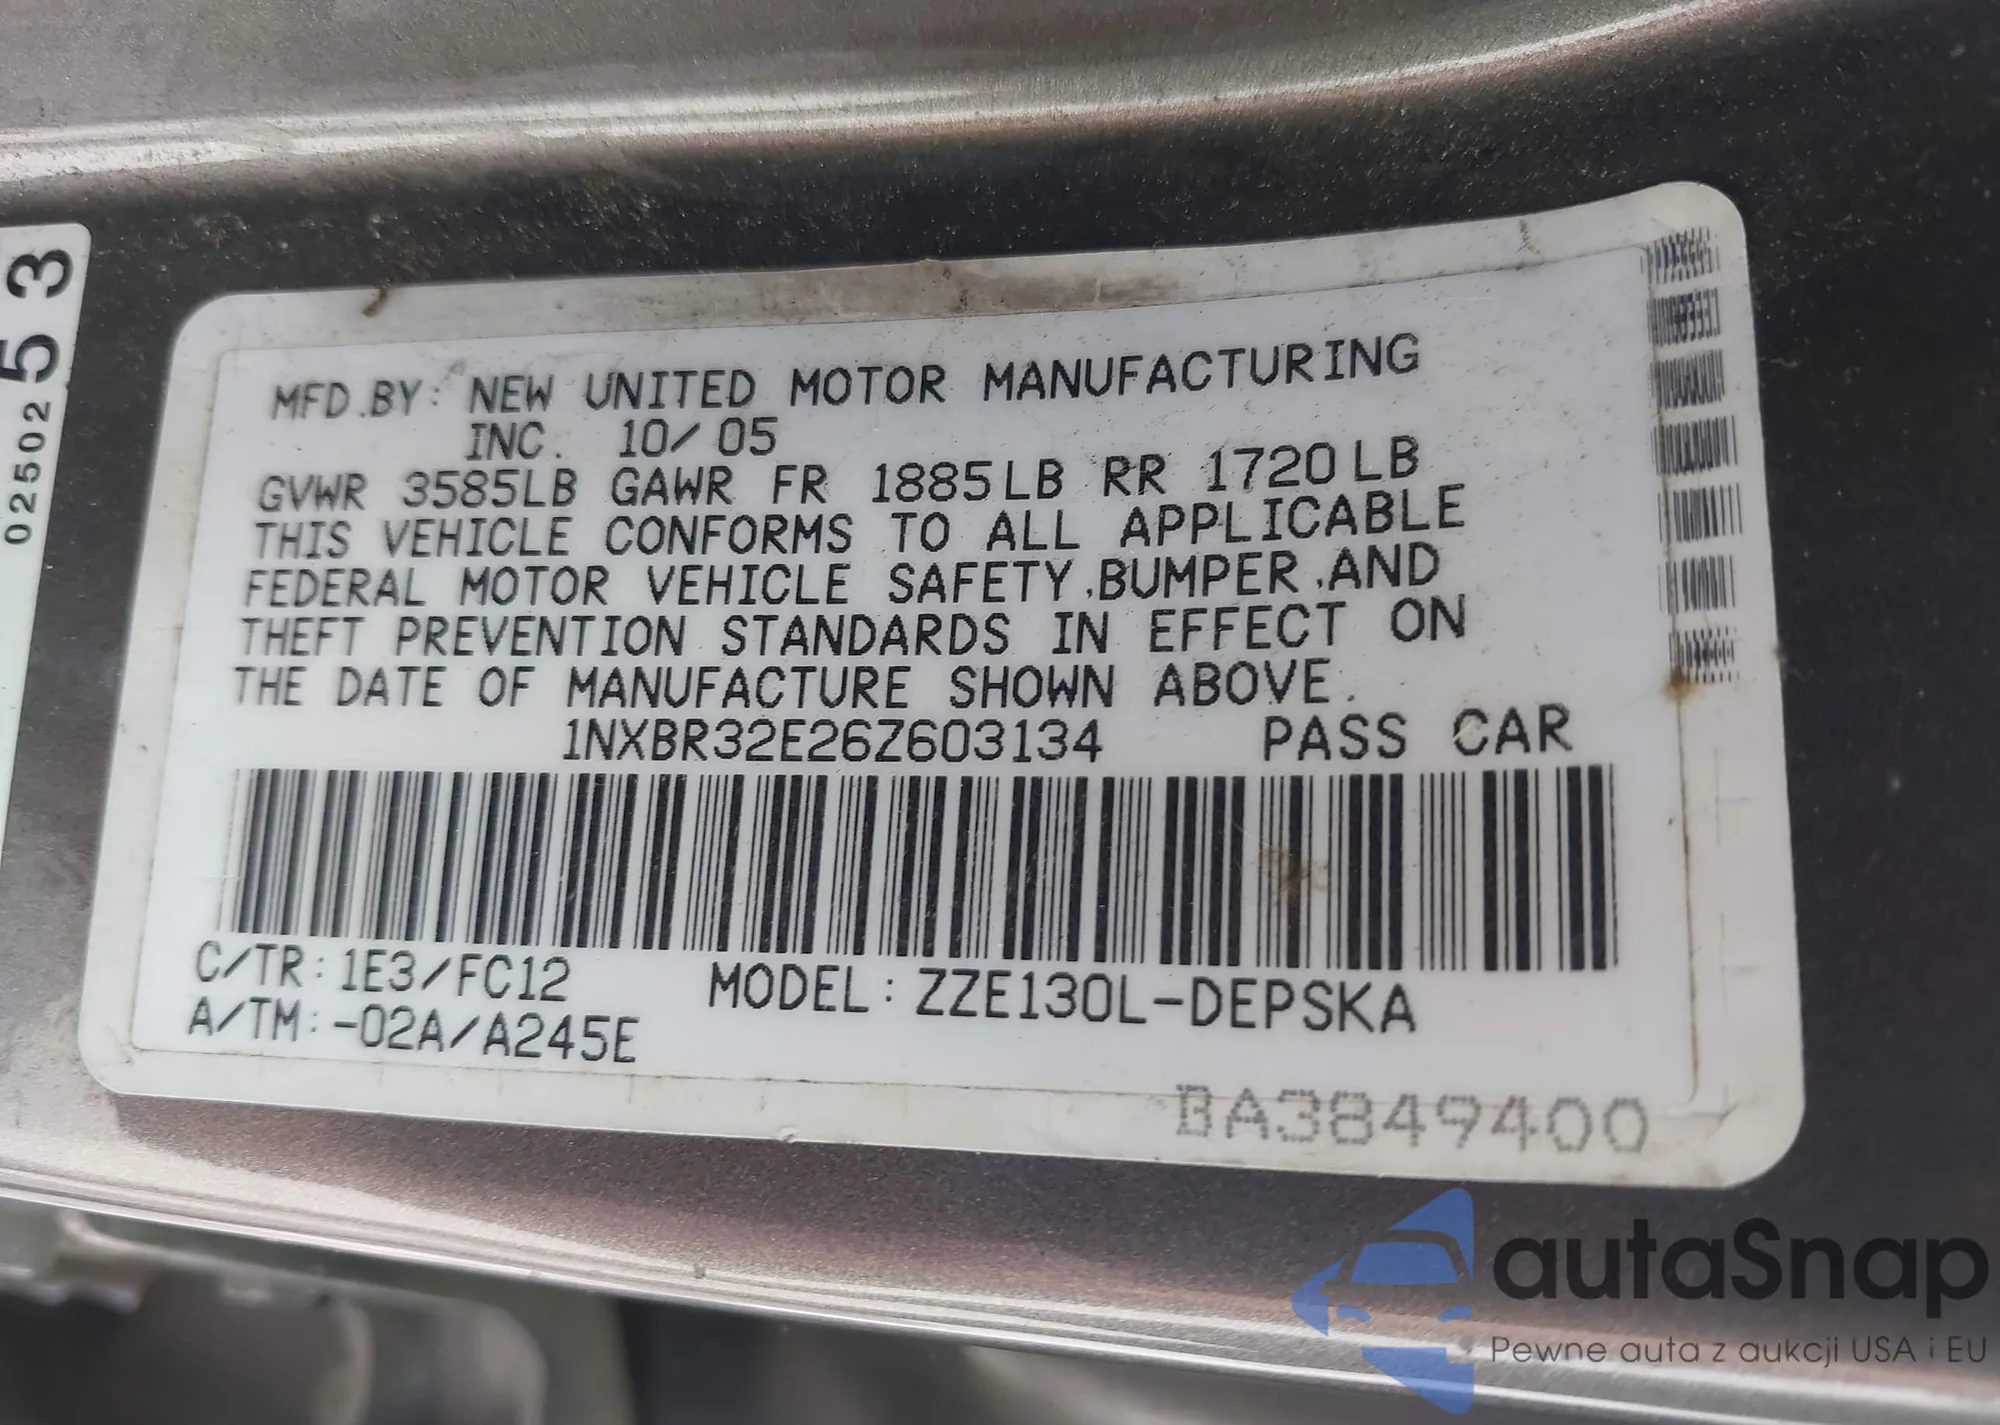 53
02502
MFD.BY: NEW UNITED MOTOR MANUFACTURING
INC. 10/05
GVWR 3585LB GAWR FR 1885LB RR 1720LB
THIS VEHICLE CONFORMS TO ALL APPLICABLE
FEDERAL MOTOR VEHICLE SAFETY,BUMPER,AND
THEFT PREVENTION STANDARDS IN EFFECT ON
THE DATE OF MANUFACTURE SHOWN ABOVE.
1NXBR32E26Z603134 PASS CAR
C/TR: 1E3/FC12 MODEL: ZZE130L-DEPSKA
A/TM: -02A/A245E
BA3849400
autaSnap
Pewne auta z aukcji USA i EU